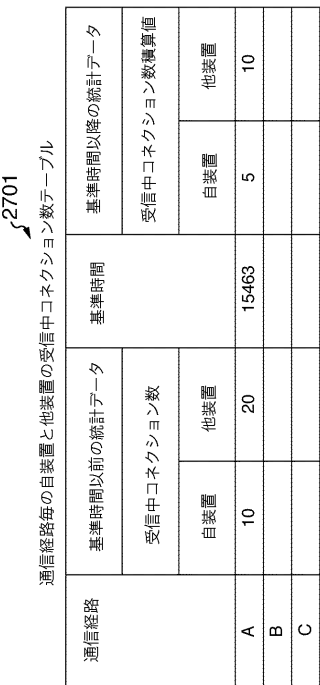 2701
通信経路毎の自装置と他装置の受信中コネクション数テーブル
通信経路 基準時間以前の統計データ 基準時間 基準時間以降の統計データ
受信中コネクション数 受信中コネクション数積算値
自装置 他装置 自装置 他装置
A 10 20 15463 5 10
B
C